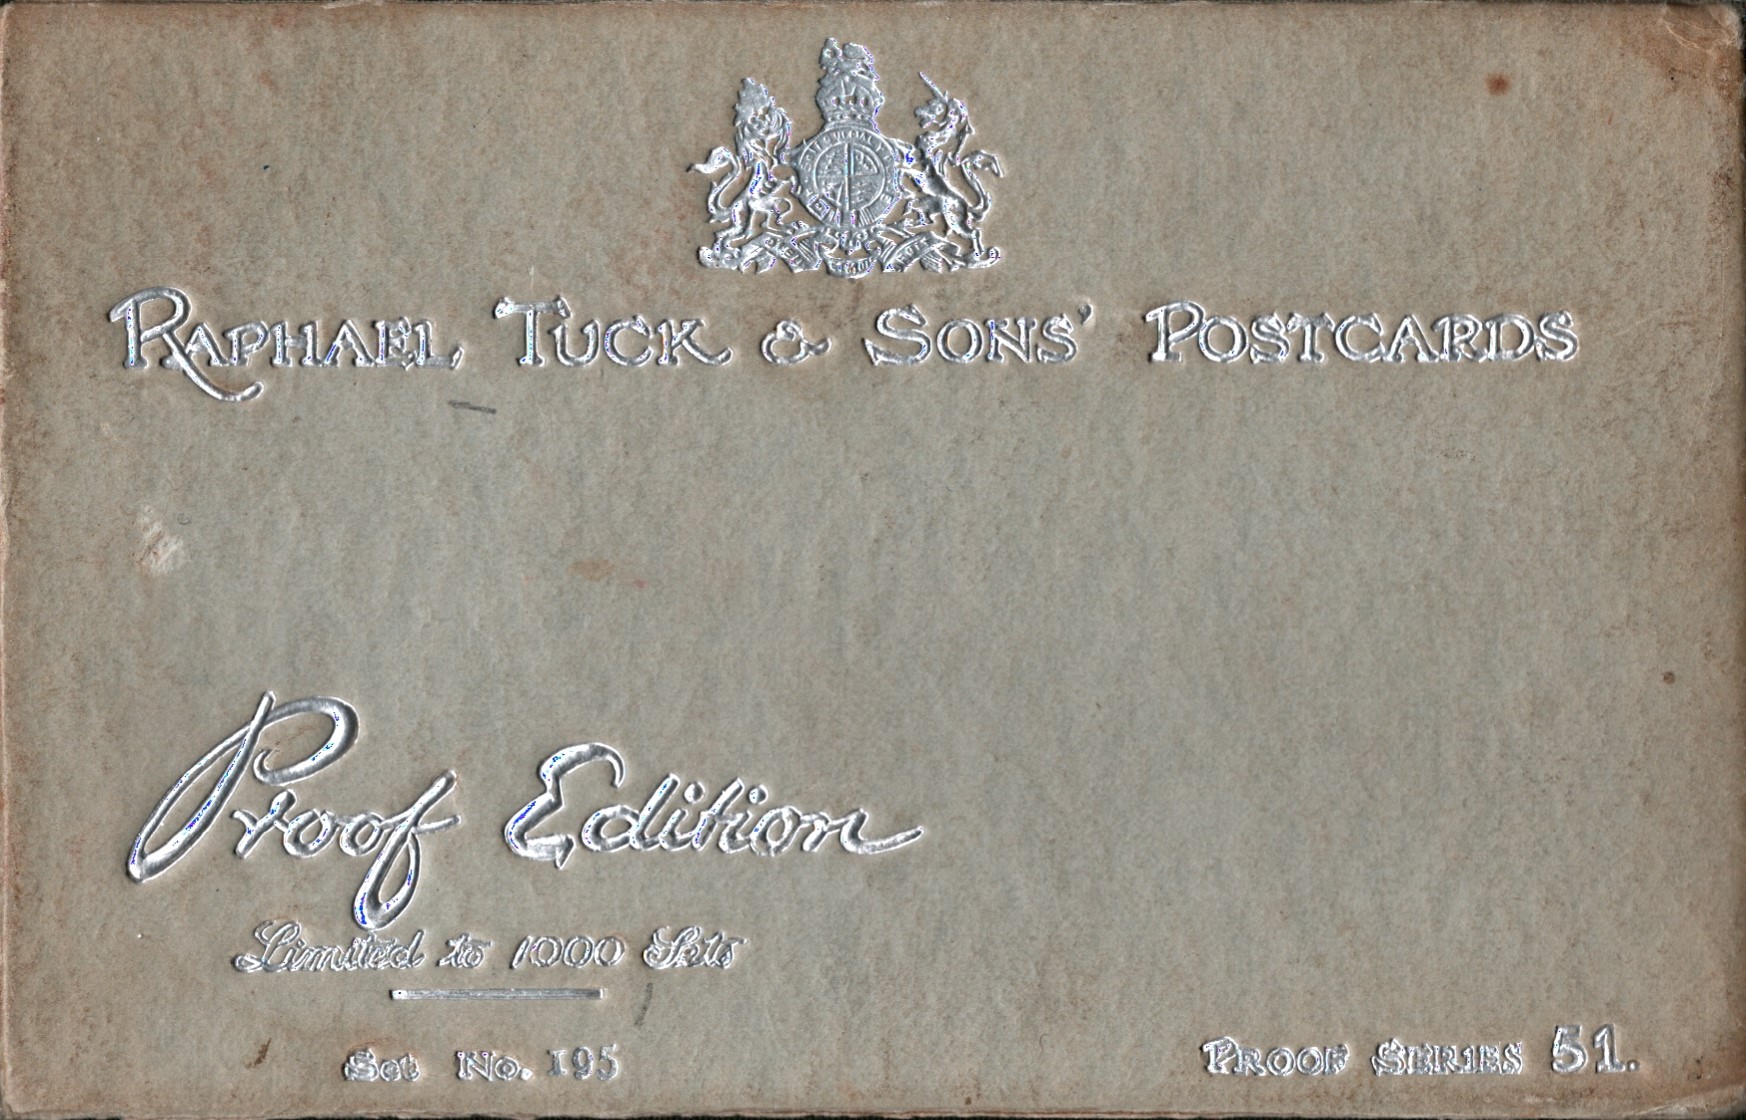 RAPHAEL TUCK & SONS' POSTCARDS
Proof Edition
Limited to 1000 Sets
Set No. 195
PROOF SERIES 51.